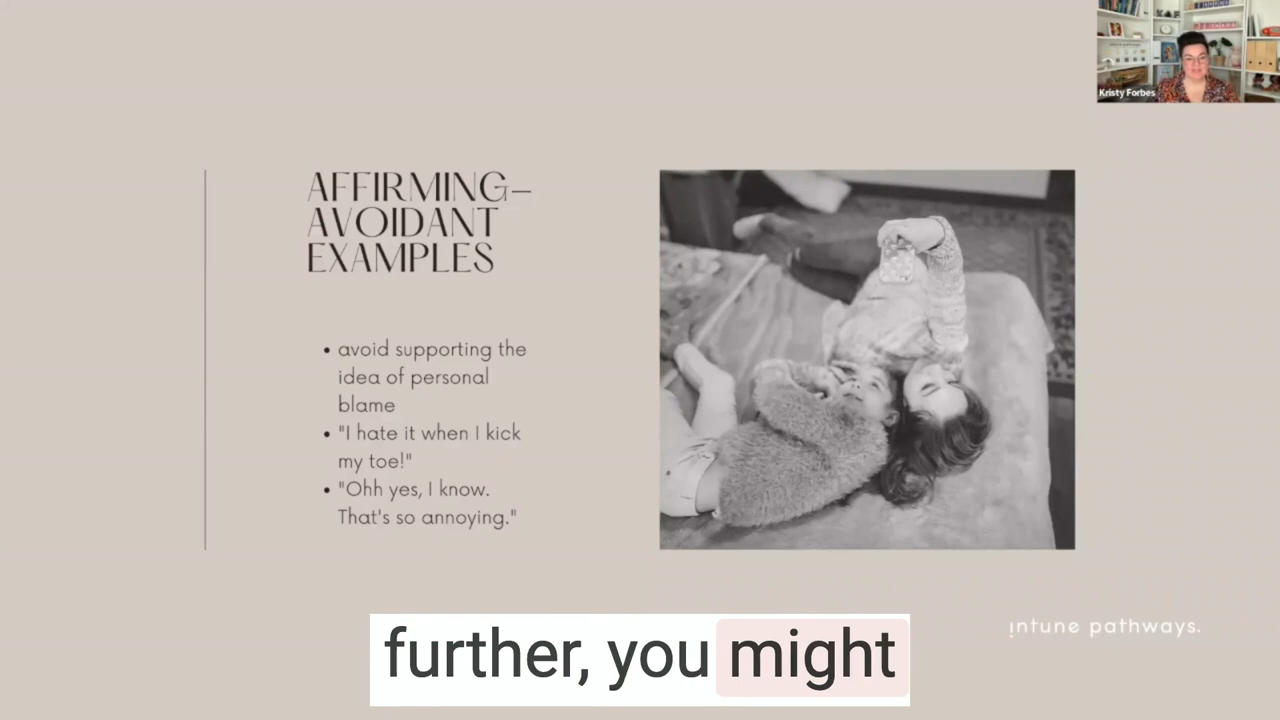 Kristy Forbes
AFFIRMING–
AVOIDANT
EXAMPLES
• avoid supporting the
idea of personal
blame
• "I hate it when I kick
my toe!"
• "Ohh yes, I know.
That's so annoying."
intune pathways.
further, you might